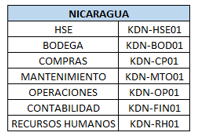 NICARAGUA
HSE KDN-HSE01
BODEGA KDN-BOD01
COMPRAS KDN-CP01
MANTENIMIENTO KDN-MTO01
OPERACIONES KDN-OP01
CONTABILIDAD KDN-FIN01
RECURSOS HUMANOS KDN-RH01